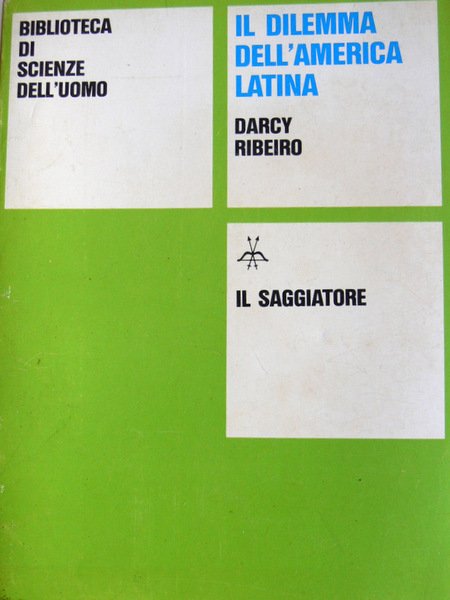 BIBLIOTECA
DI
SCIENZE
DELL'UOMO
IL DILEMMA
DELL'AMERICA
LATINA
DARCY
RIBEIRO
IL SAGGIATORE